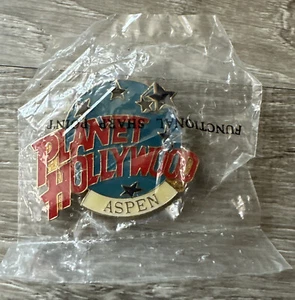 FUNCTIONAL SHARP POINT
PLANET
HOLLYWOOD
ASPEN